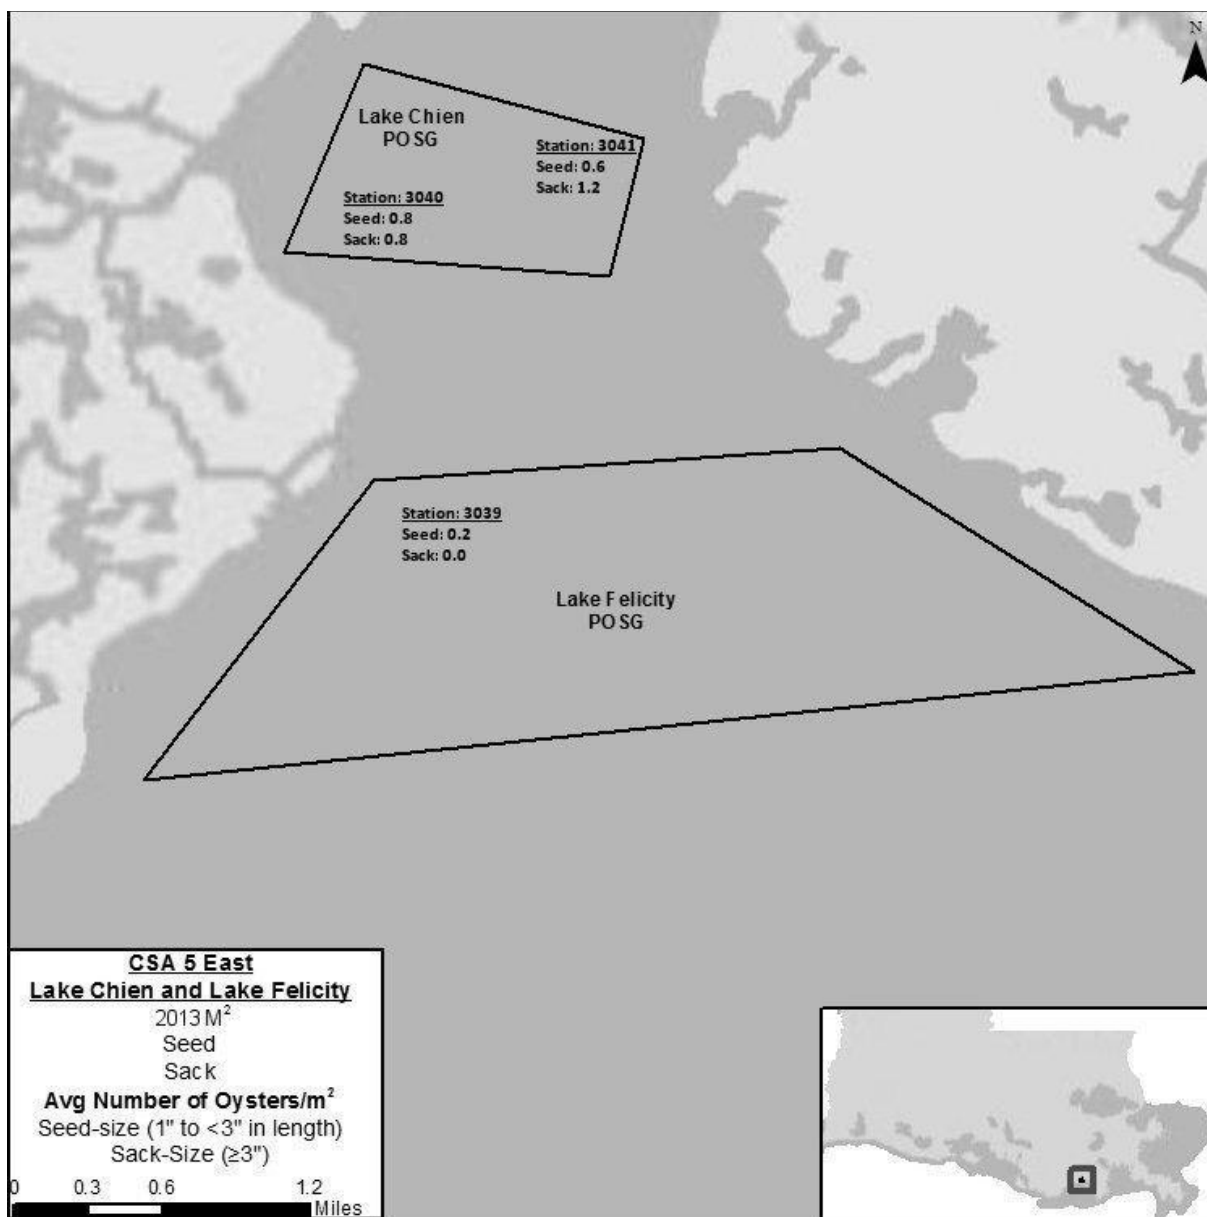 N
Lake Chien
POSG
Station: 3041
Seed: 0.6
Sack: 1.2
Station: 3040
Seed: 0.8
Sack: 0.8
Station: 3039
Seed: 0.2
Sack: 0.0
Lake Felicity
POSG
CSA 5 East
Lake Chien and Lake Felicity
2013 M²
Seed
Sack
Avg Number of Oysters/m²
Seed-size (1" to <3" in length)
Sack-Size (≥3")
0 0.3 0.6 1.2
Miles